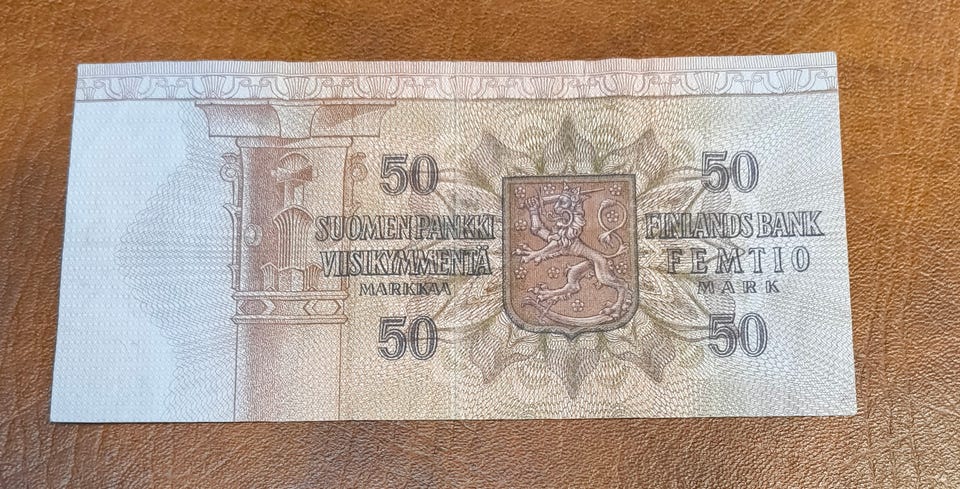 50 50
SUOMEN PANKKI FINLANDS BANK
VIISIKYMMENTÄ FEMTIO
MARKKAA MARK
50 50